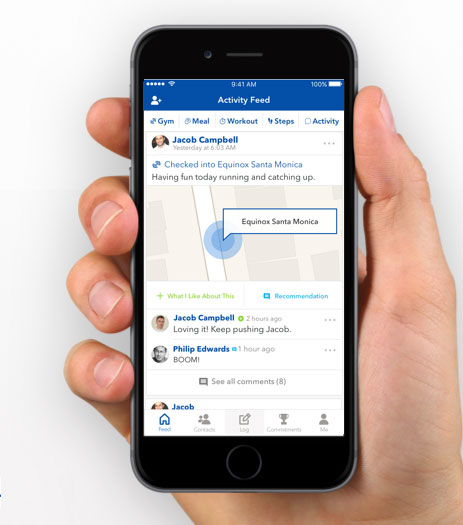 9:41 AM
100%
Activity Feed
Gym Meal Workout Steps Activity
Jacob Campbell
Yesterday at 6:03 AM
Checked into Equinox Santa Monica
Having fun today running and catching up.
Equinox Santa Monica
+ What I Like About This
Recommendation
Jacob Campbell 2 hours ago
Loving it! Keep pushing Jacob.
Philip Edwards 1 hour ago
BOOM!
See all comments (8)
Jacob
Feed Contacts Log Commitments Me